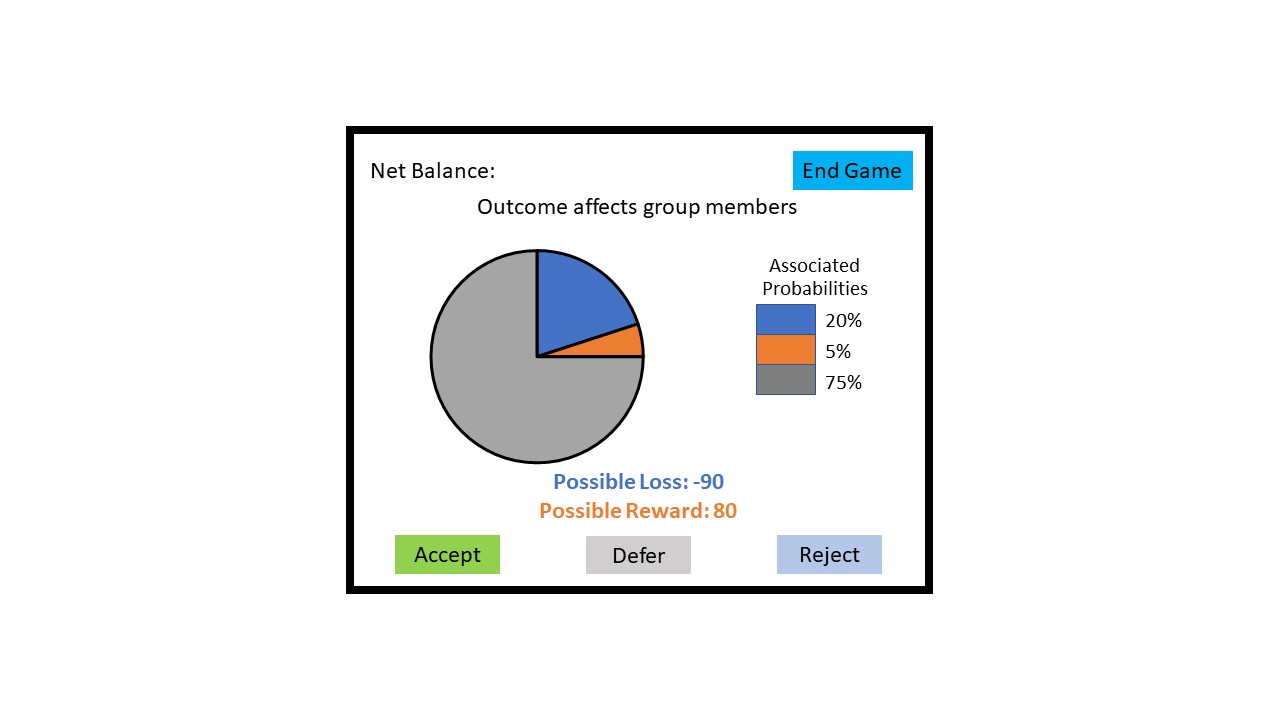 Net Balance:
End Game
Outcome affects group members
Associated
Probabilities
20%
5%
75%
Possible Loss: -90
Possible Reward: 80
Accept
Defer
Reject